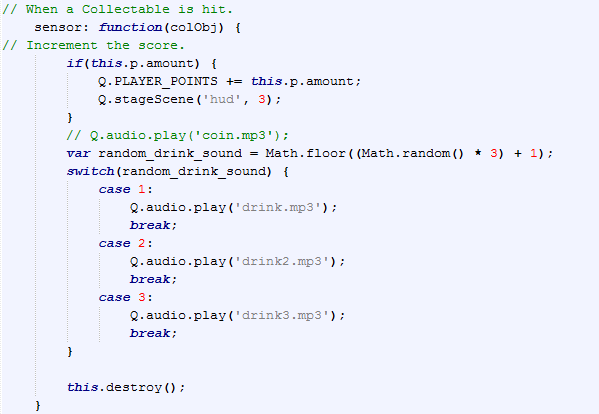 // When a Collectable is hit.
    sensor: function(colObj) {
// Increment the score.
        if(this.p.amount) {
            Q.PLAYER_POINTS += this.p.amount;
            Q.stageScene('hud', 3);
        }
        // Q.audio.play('coin.mp3');
        var random_drink_sound = Math.floor((Math.random() * 3) + 1);
        switch(random_drink_sound) {
            case 1:
                Q.audio.play('drink.mp3');
                break;
            case 2:
                Q.audio.play('drink2.mp3');
                break;
            case 3:
                Q.audio.play('drink3.mp3');
                break;
        }

        this.destroy();
    }